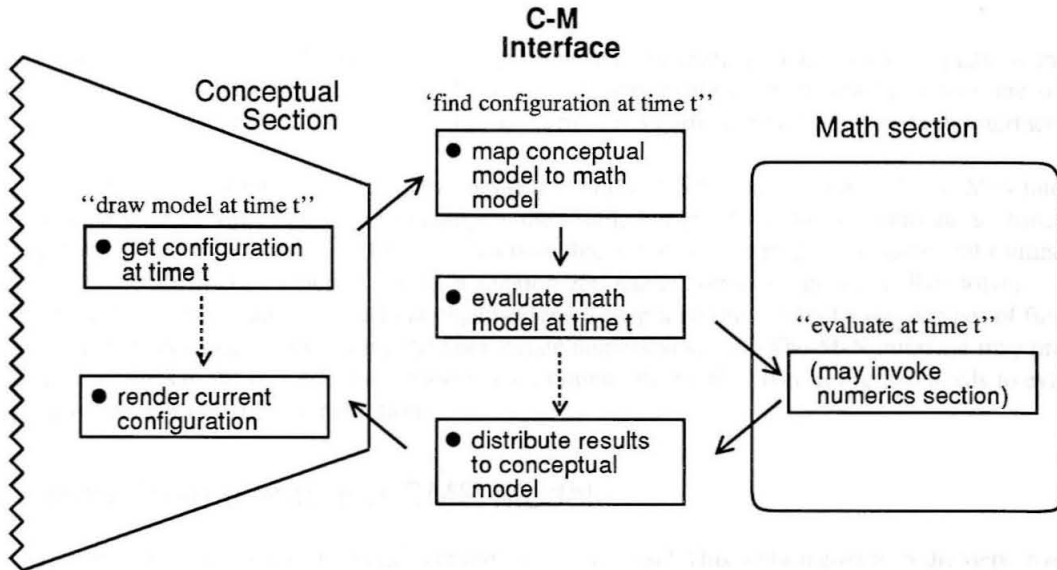 C-M
Interface
Conceptual
Section
'find configuration at time t’’
Math section
● map conceptual
model to math
model
‘‘draw model at time t’’
● get configuration
at time t
● evaluate math
model at time t
‘‘evaluate at time t’’
(may invoke
numerics section)
● render current
configuration
● distribute results
to conceptual
model